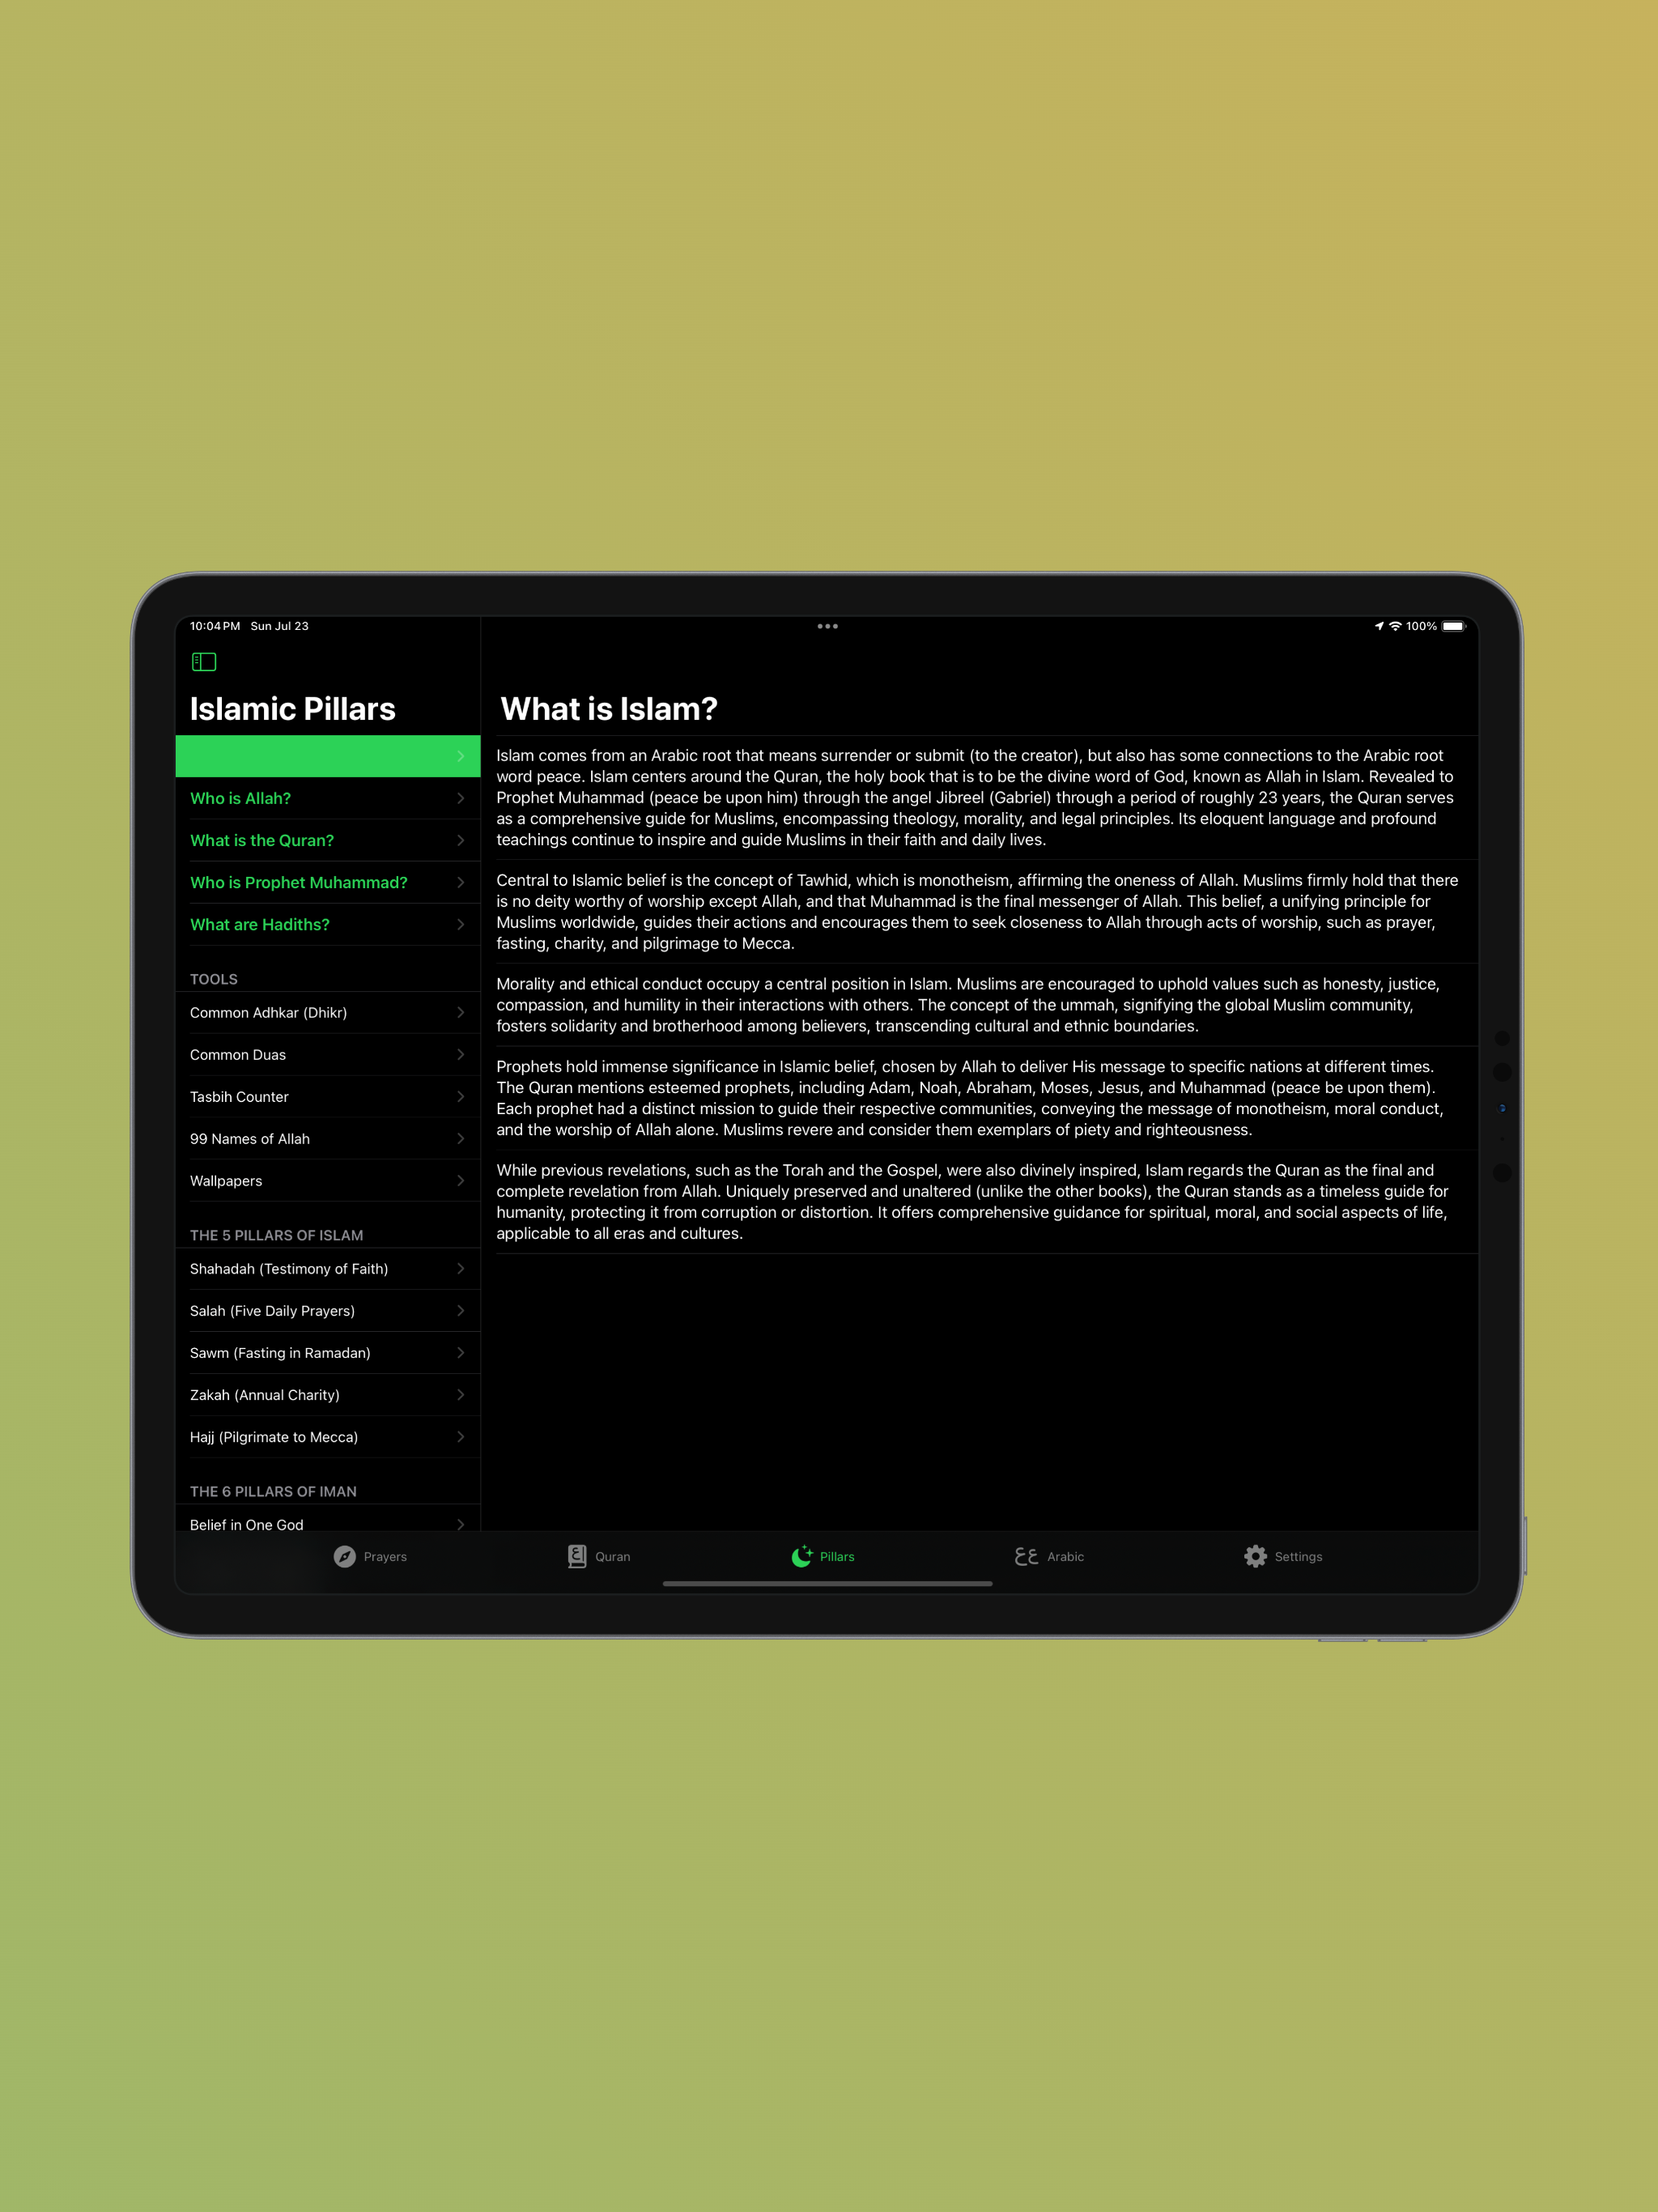 10:04 PM Sun Jul 23
100%
Islamic Pillars
Who is Allah?
What is the Quran?
Who is Prophet Muhammad?
What are Hadiths?
TOOLS
Common Adhkar (Dhikr)
Common Duas
Tasbih Counter
99 Names of Allah
Wallpapers
THE 5 PILLARS OF ISLAM
Shahadah (Testimony of Faith)
Salah (Five Daily Prayers)
Sawm (Fasting in Ramadan)
Zakah (Annual Charity)
Hajj (Pilgrimate to Mecca)
THE 6 PILLARS OF IMAN
Belief in One God
What is Islam?
Islam comes from an Arabic root that means surrender or submit (to the creator), but also has some connections to the Arabic root
word peace. Islam centers around the Quran, the holy book that is to be the divine word of God, known as Allah in Islam. Revealed to
Prophet Muhammad (peace be upon him) through the angel Jibreel (Gabriel) through a period of roughly 23 years, the Quran serves
as a comprehensive guide for Muslims, encompassing theology, morality, and legal principles. Its eloquent language and profound
teachings continue to inspire and guide Muslims in their faith and daily lives.
Central to Islamic belief is the concept of Tawhid, which is monotheism, affirming the oneness of Allah. Muslims firmly hold that there
is no deity worthy of worship except Allah, and that Muhammad is the final messenger of Allah. This belief, a unifying principle for
Muslims worldwide, guides their actions and encourages them to seek closeness to Allah through acts of worship, such as prayer,
fasting, charity, and pilgrimage to Mecca.
Morality and ethical conduct occupy a central position in Islam. Muslims are encouraged to uphold values such as honesty, justice,
compassion, and humility in their interactions with others. The concept of the ummah, signifying the global Muslim community,
fosters solidarity and brotherhood among believers, transcending cultural and ethnic boundaries.
Prophets hold immense significance in Islamic belief, chosen by Allah to deliver His message to specific nations at different times.
The Quran mentions esteemed prophets, including Adam, Noah, Abraham, Moses, Jesus, and Muhammad (peace be upon them).
Each prophet had a distinct mission to guide their respective communities, conveying the message of monotheism, moral conduct,
and the worship of Allah alone. Muslims revere and consider them exemplars of piety and righteousness.
While previous revelations, such as the Torah and the Gospel, were also divinely inspired, Islam regards the Quran as the final and
complete revelation from Allah. Uniquely preserved and unaltered (unlike the other books), the Quran stands as a timeless guide for
humanity, protecting it from corruption or distortion. It offers comprehensive guidance for spiritual, moral, and social aspects of life,
applicable to all eras and cultures.
Prayers
ع Quran
Pillars
عع Arabic
Settings